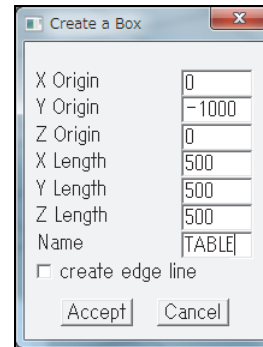 Create a Box
X Origin 0
Y Origin -1000
Z Origin 0
X Length 500
Y Length 500
Z Length 500
Name TABLE
create edge line
Accept Cancel